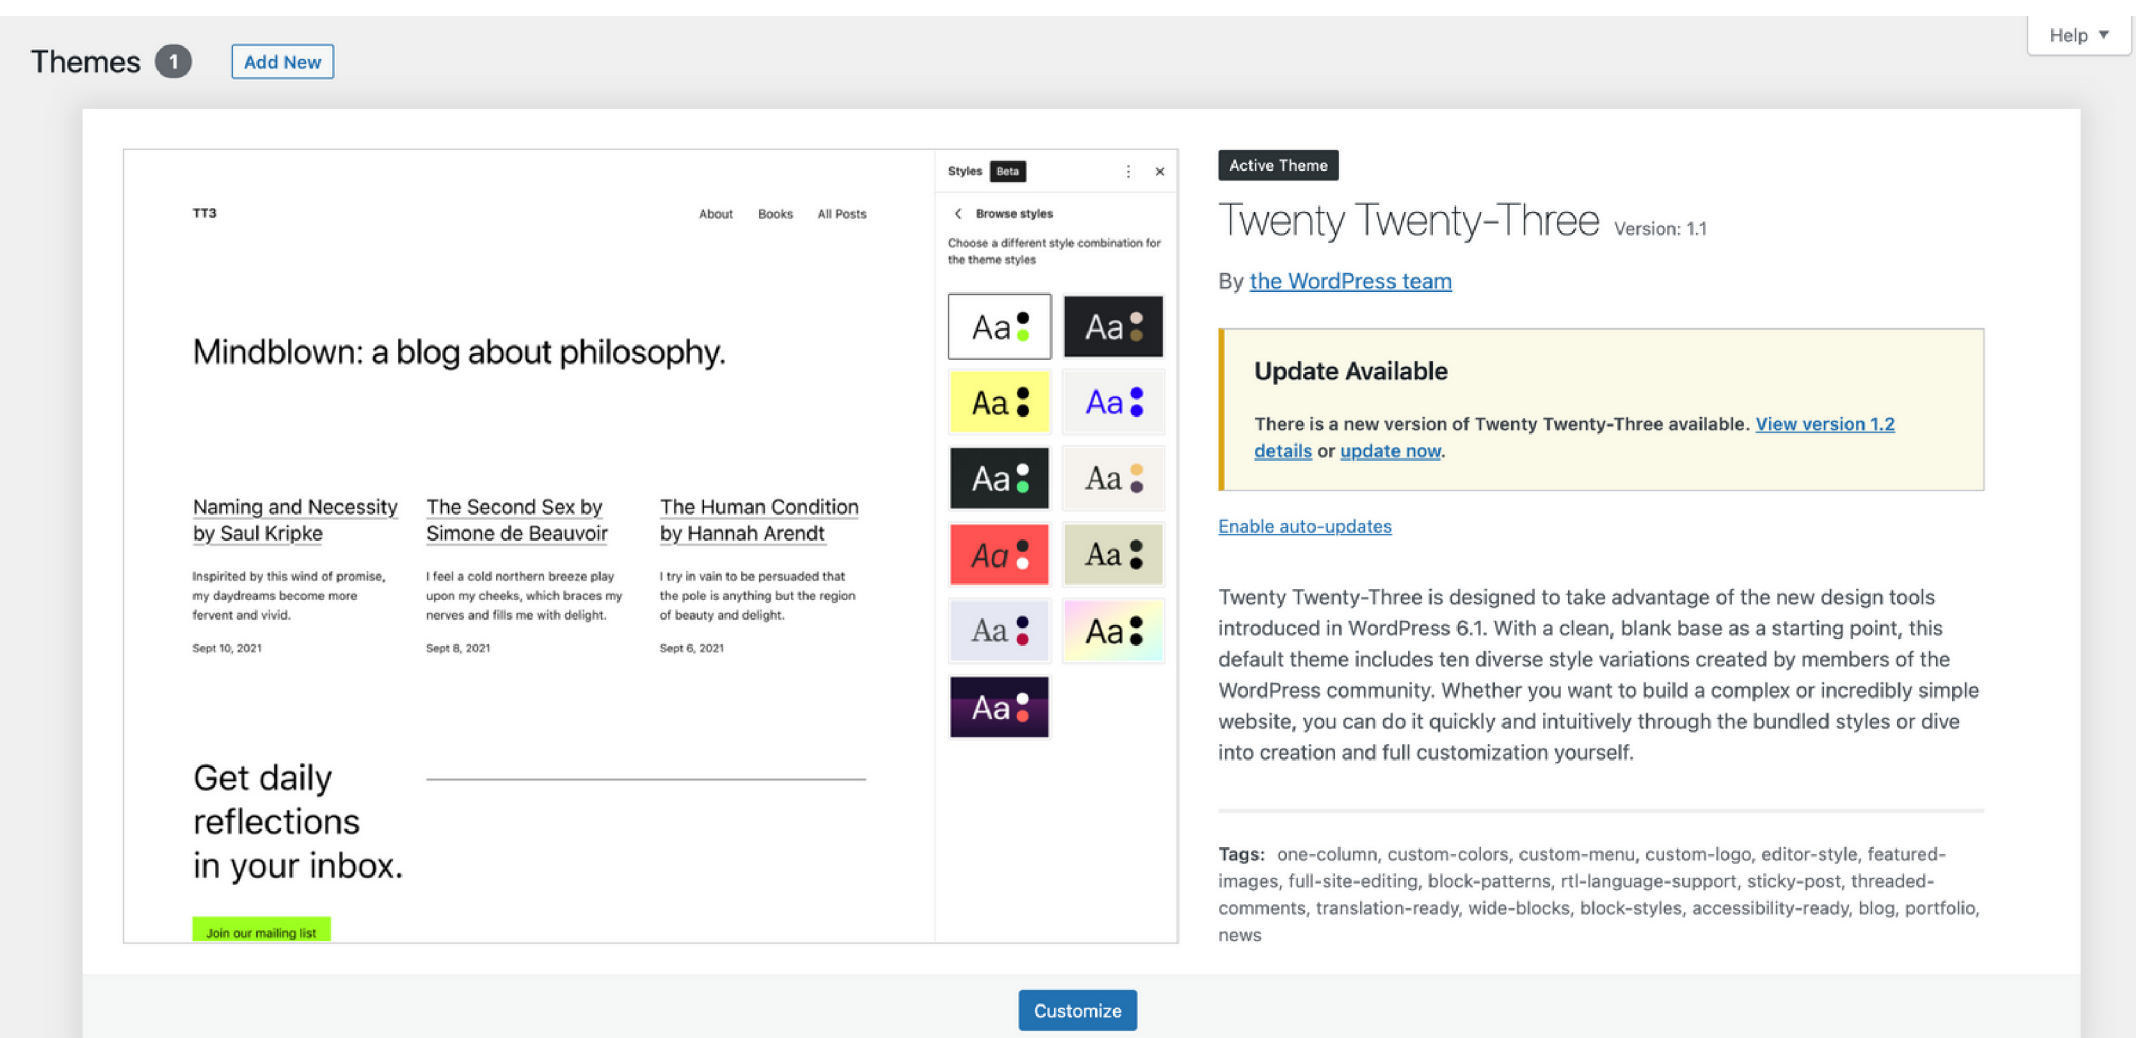 Help ▼
Themes 1 Add New
TT3
About Books All Posts
Mindblown: a blog about philosophy.
Naming and Necessity
by Saul Kripke
Inspirited by this wind of promise,
my daydreams become more
fervent and vivid.
Sept 10, 2021
The Second Sex by
Simone de Beauvoir
I feel a cold northern breeze play
upon my cheeks, which braces my
nerves and fills me with delight.
Sept 8, 2021
The Human Condition
by Hannah Arendt
I try in vain to be persuaded that
the pole is anything but the region
of beauty and delight.
Sept 6, 2021
Get daily
reflections
in your inbox.
Join our mailing list
Styles Beta
Browse styles
Choose a different style combination for
the theme styles
Aa Aa
Aa Aa
Aa Aa
Aa Aa
Aa Aa
Aa
Active Theme
Twenty Twenty-Three Version: 1.1
By the WordPress team
Update Available
There is a new version of Twenty Twenty-Three available. View version 1.2
details or update now.
Enable auto-updates
Twenty Twenty-Three is designed to take advantage of the new design tools
introduced in WordPress 6.1. With a clean, blank base as a starting point, this
default theme includes ten diverse style variations created by members of the
WordPress community. Whether you want to build a complex or incredibly simple
website, you can do it quickly and intuitively through the bundled styles or dive
into creation and full customization yourself.
Tags: one-column, custom-colors, custom-menu, custom-logo, editor-style, featured-
images, full-site-editing, block-patterns, rtl-language-support, sticky-post, threaded-
comments, translation-ready, wide-blocks, block-styles, accessibility-ready, blog, portfolio,
news
Customize